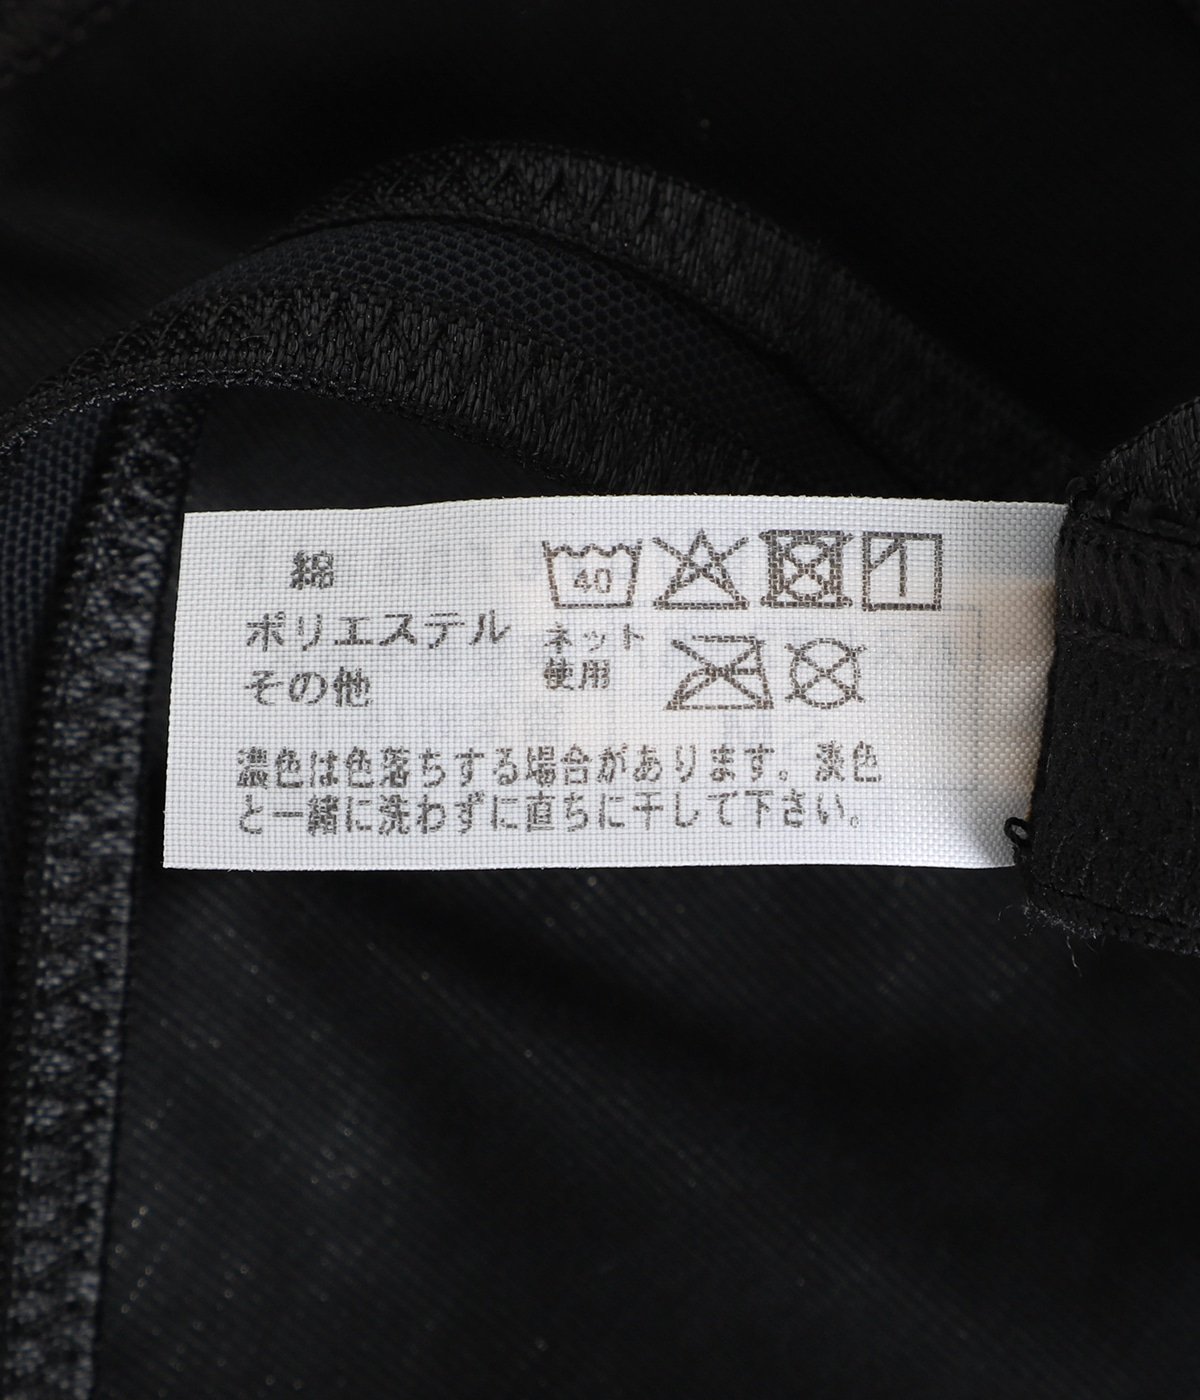 綿
ポリエステル
その他
40
ネット
使用
濃色は色落ちする場合があります。淡色
と一緒に洗わずに直ちに干して下さい。